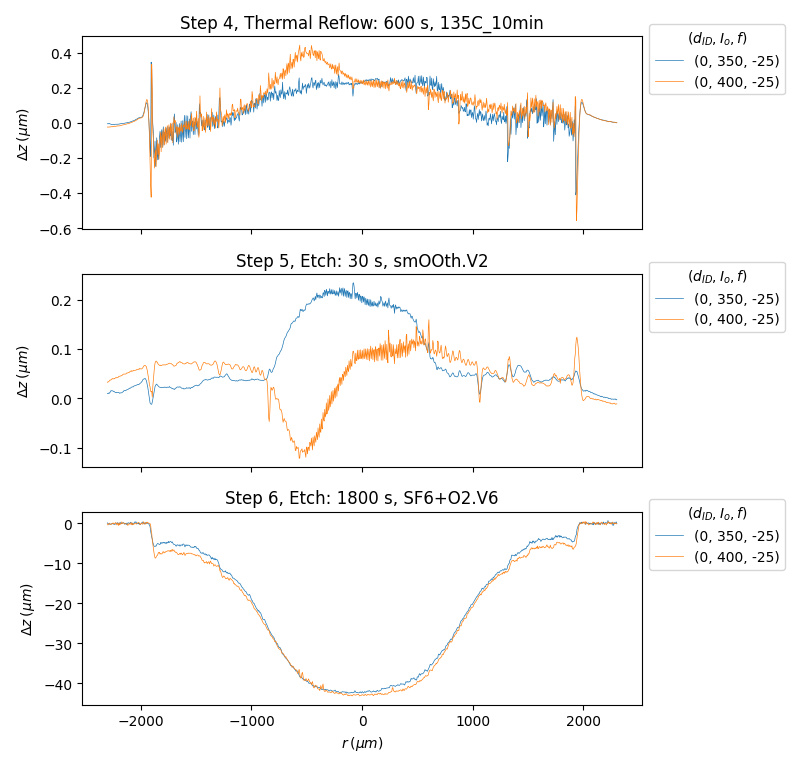 Step 4, Thermal Reflow: 600 s, 135C_10min
0.4
0.2
0.0
−0.2
−0.4
−0.6
Δz (μm)
(d_ID, I_o, f)
(0, 350, -25)
(0, 400, -25)
Step 5, Etch: 30 s, smOOth.V2
0.2
0.1
0.0
−0.1
Δz (μm)
(d_ID, I_o, f)
(0, 350, -25)
(0, 400, -25)
Step 6, Etch: 1800 s, SF6+O2.V6
0
−10
−20
−30
−40
Δz (μm)
(d_ID, I_o, f)
(0, 350, -25)
(0, 400, -25)
−2000 −1000 0 1000 2000
r (μm)